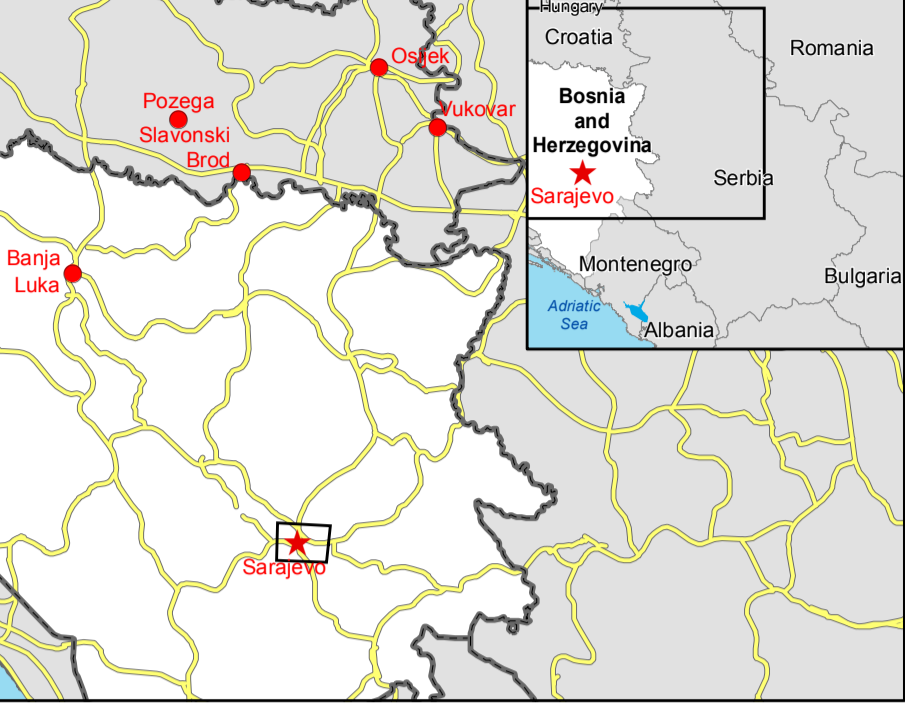 Osijek
Vukovar
Pozega
Slavonski
Brod
Banja
Luka
Sarajevo
Hungary
Croatia
Romania
Bosnia
and
Herzegovina
Serbia
Sarajevo
Montenegro
Bulgaria
Adriatic
Sea
Albania